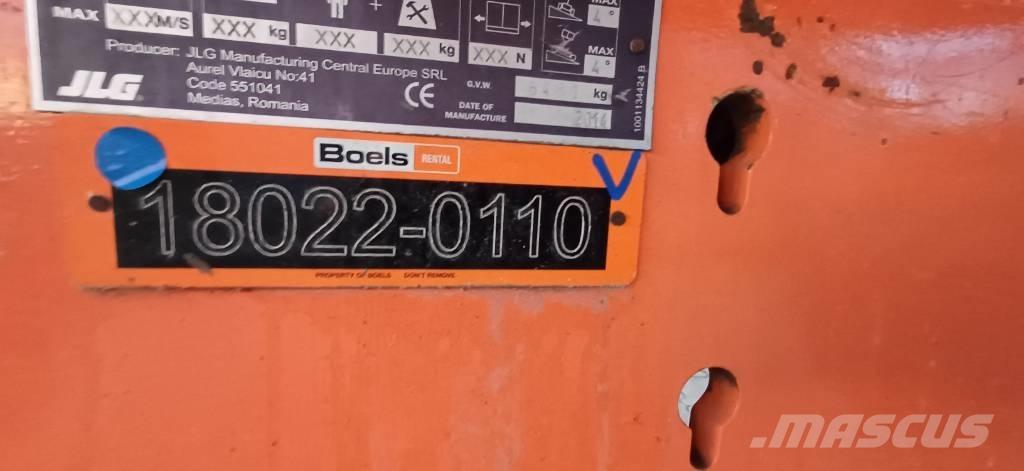 MAX XXXM/S XXX kg XXX + XXX kg XXX N MAX 4°
MAX 4°
Producer: JLG Manufacturing Central Europe SRL
Aurel Vlaicu No:41
Code 551041
Medias, Romania
JLG
CE
G.V.W. kg
DATE OF MANUFACTURE 2014
1001134424 B
Boels RENTAL
18022-0110
PROPERTY OF BOELS DON'T REMOVE
V
MASCUS